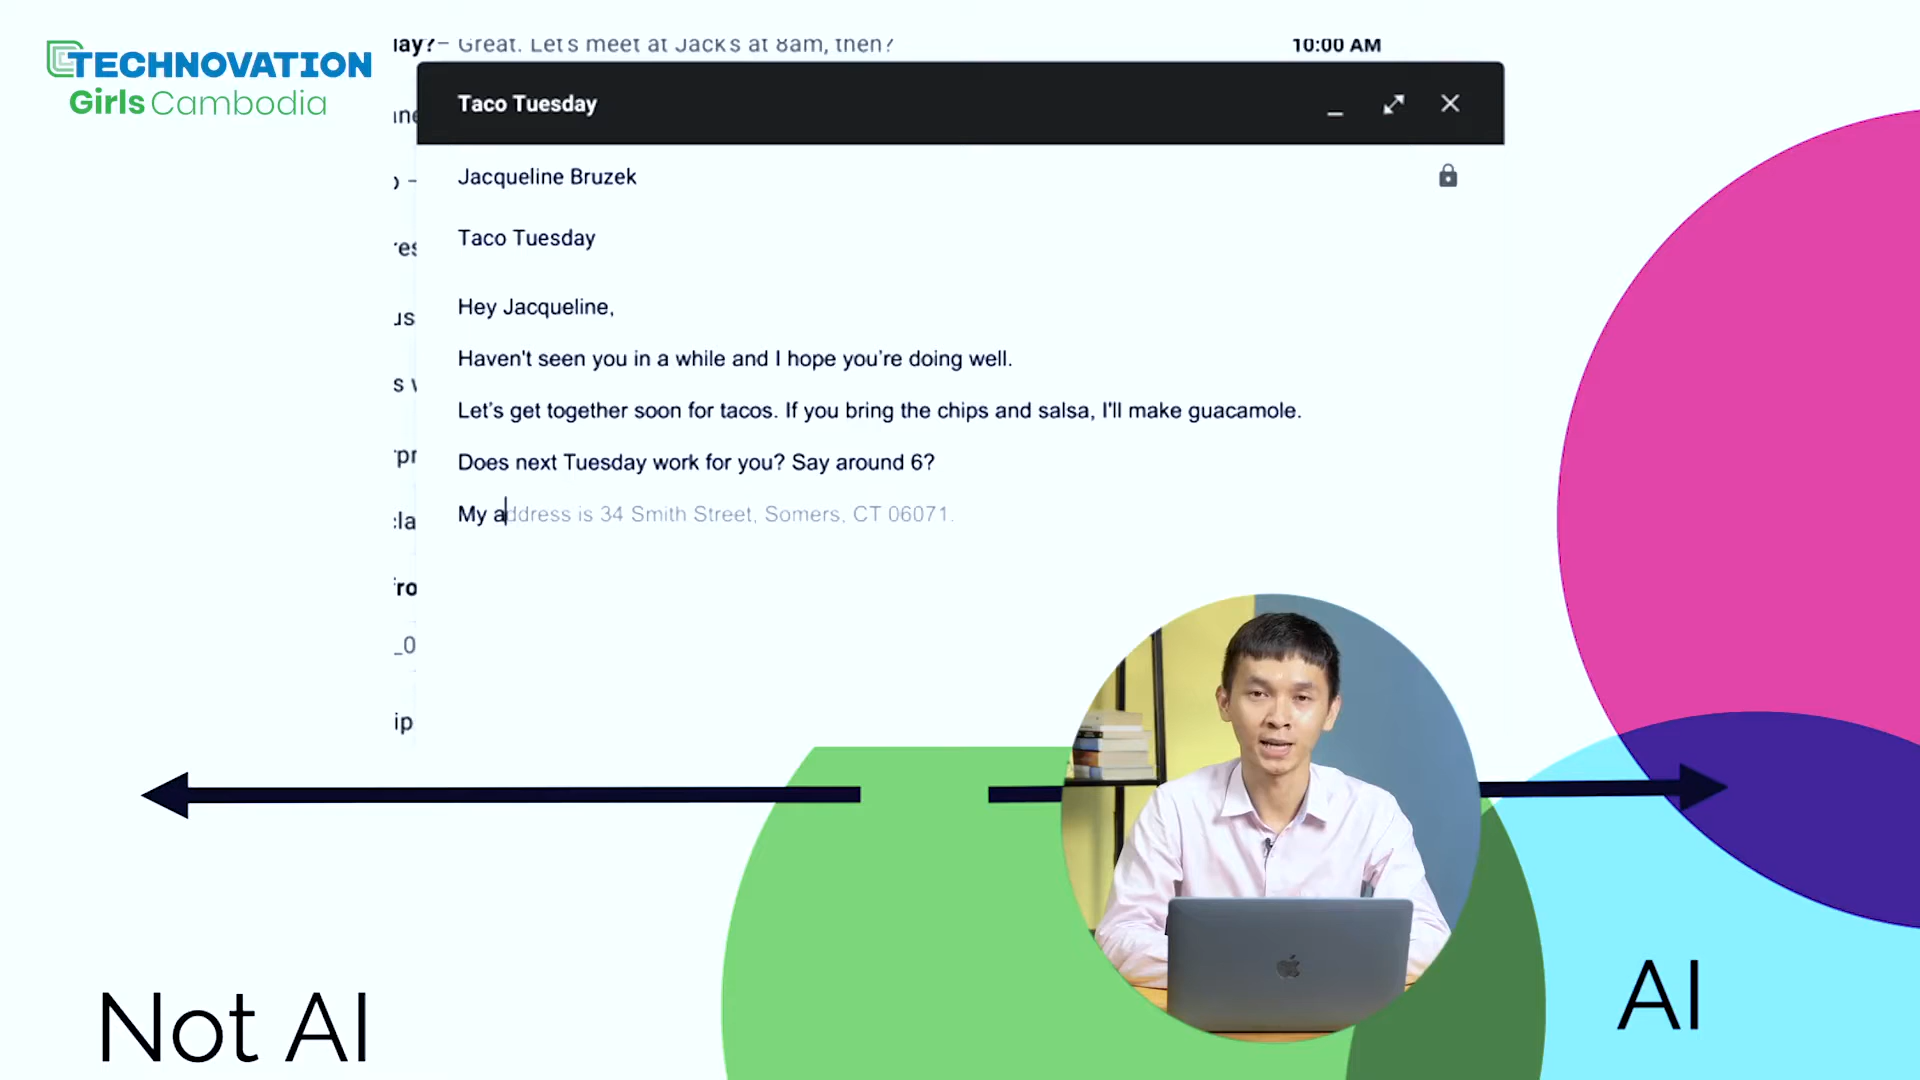 TECHNOVATION
Girls Cambodia
lay? – Great. Let's meet at Jack's at 8am, then?
10:00 AM
Taco Tuesday
Jacqueline Bruzek
Taco Tuesday
Hey Jacqueline,
Haven't seen you in a while and I hope you're doing well.
Let's get together soon for tacos. If you bring the chips and salsa, I'll make guacamole.
Does next Tuesday work for you? Say around 6?
My address is 34 Smith Street, Somers, CT 06071.
Not AI
AI